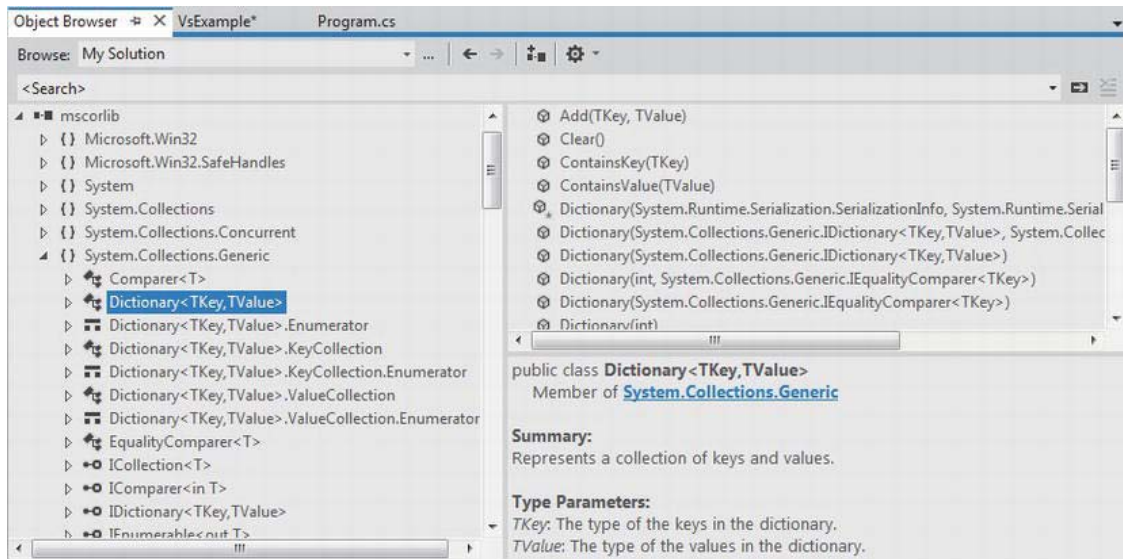 Object Browser VsExample* Program.cs
Browse: My Solution ...
<Search>
mscorlib
{} Microsoft.Win32
{} Microsoft.Win32.SafeHandles
{} System
{} System.Collections
{} System.Collections.Concurrent
{} System.Collections.Generic
Comparer<T>
Dictionary<TKey,TValue>
Dictionary<TKey,TValue>.Enumerator
Dictionary<TKey,TValue>.KeyCollection
Dictionary<TKey,TValue>.KeyCollection.Enumerator
Dictionary<TKey,TValue>.ValueCollection
Dictionary<TKey,TValue>.ValueCollection.Enumerator
EqualityComparer<T>
ICollection<T>
IComparer<in T>
IDictionary<TKey,TValue>
IEnumerable<out T>
Add(TKey, TValue)
Clear()
ContainsKey(TKey)
ContainsValue(TValue)
Dictionary(System.Runtime.Serialization.SerializationInfo, System.Runtime.Serial
Dictionary(System.Collections.Generic.IDictionary<TKey,TValue>, System.Collec
Dictionary(System.Collections.Generic.IDictionary<TKey,TValue>)
Dictionary(int, System.Collections.Generic.IEqualityComparer<TKey>)
Dictionary(System.Collections.Generic.IEqualityComparer<TKey>)
Dictionary(int)
public class Dictionary<TKey,TValue>
Member of System.Collections.Generic
Summary:
Represents a collection of keys and values.
Type Parameters:
TKey: The type of the keys in the dictionary.
TValue: The type of the values in the dictionary.